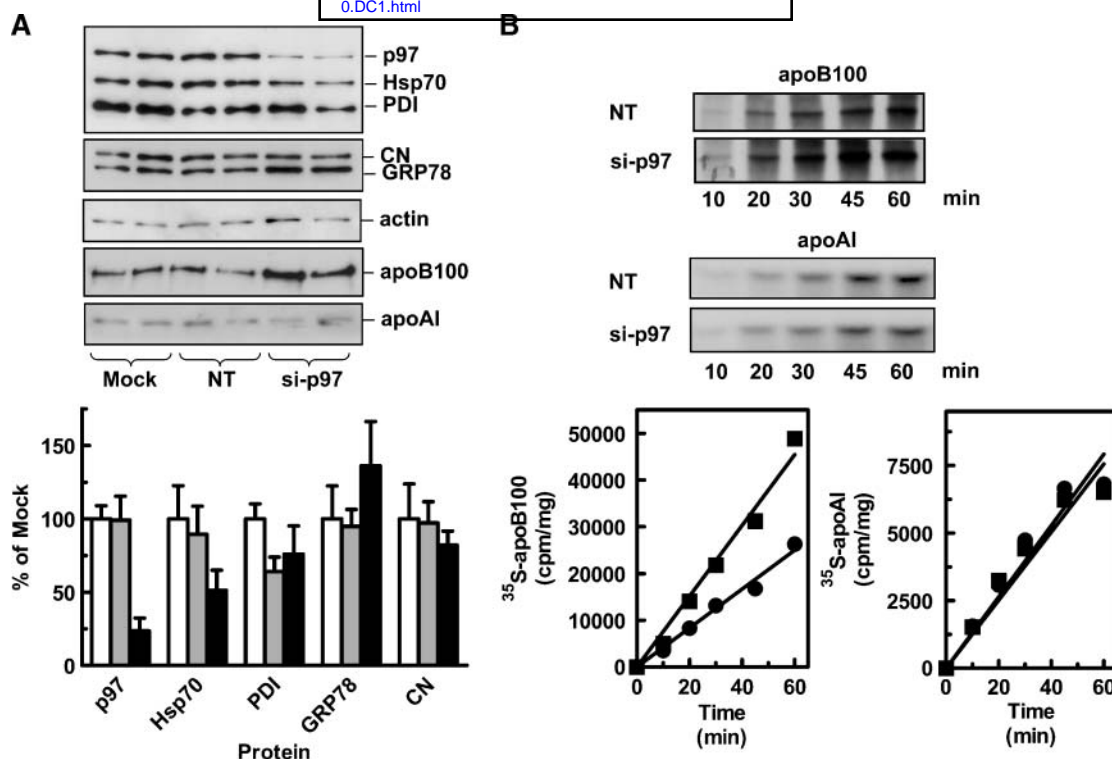 0.DC1.html
A
p97
Hsp70
PDI
CN
GRP78
actin
apoB100
apoAI
Mock NT si-p97
150
100
50
0
% of Mock
p97 Hsp70 PDI GRP78 CN
Protein
B
apoB100
NT
si-p97
10 20 30 45 60 min
apoAI
NT
si-p97
10 20 30 45 60 min
35S-apoB100
(cpm/mg)
50000
40000
30000
20000
10000
0
0 20 40 60
Time
(min)
35S-apoAI
(cpm/mg)
7500
5000
2500
0
0 20 40 60
Time
(min)